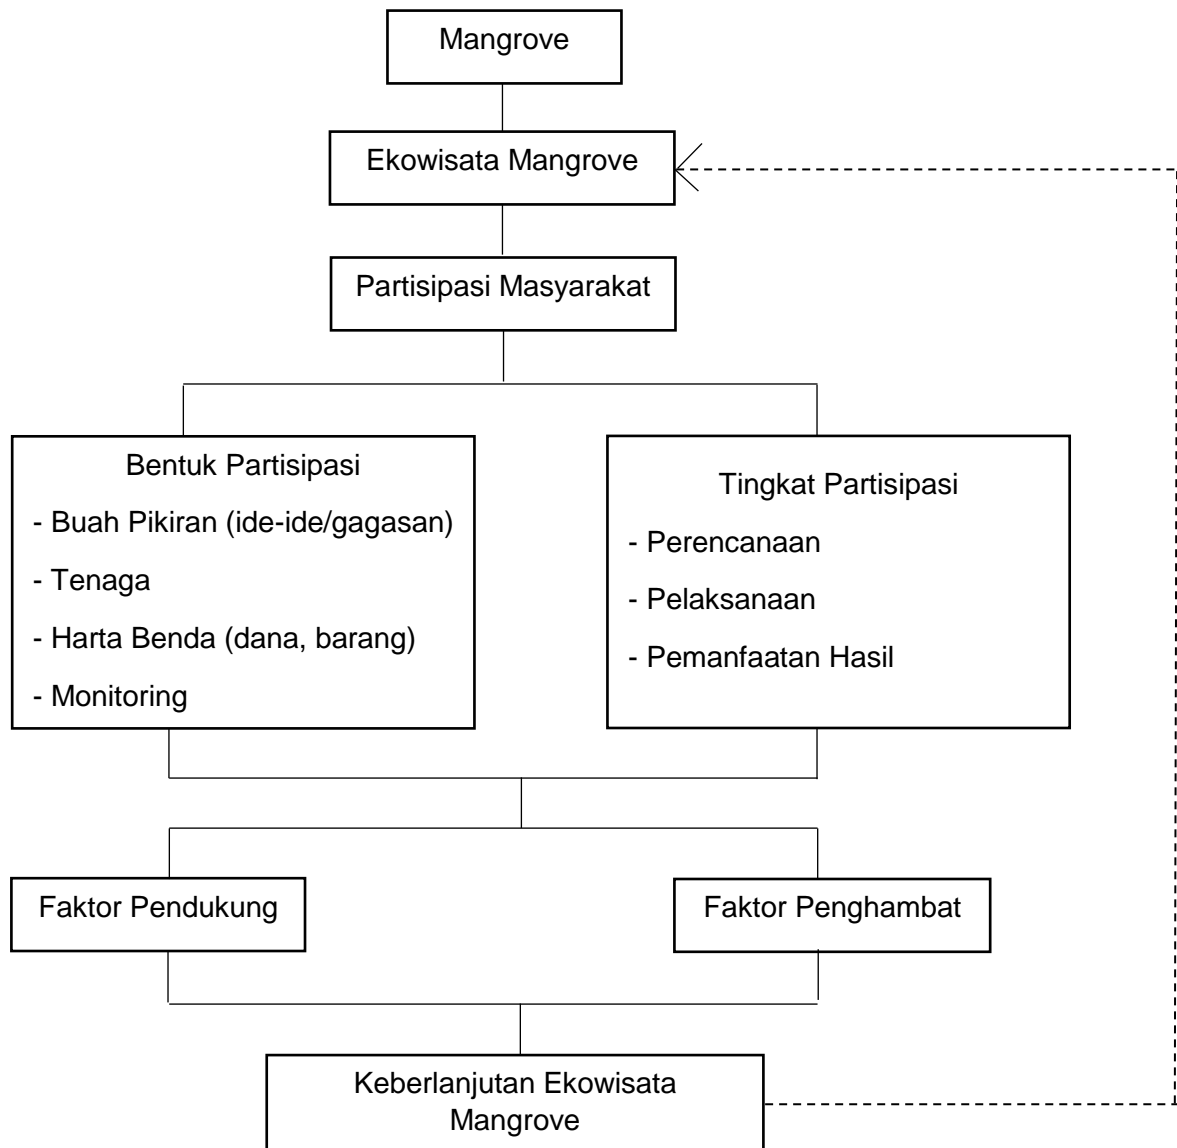 Mangrove
Ekowisata Mangrove
Partisipasi Masyarakat
Bentuk Partisipasi
- Buah Pikiran (ide-ide/gagasan)
- Tenaga
- Harta Benda (dana, barang)
- Monitoring
Tingkat Partisipasi
- Perencanaan
- Pelaksanaan
- Pemanfaatan Hasil
Faktor Pendukung
Faktor Penghambat
Keberlanjutan Ekowisata
Mangrove